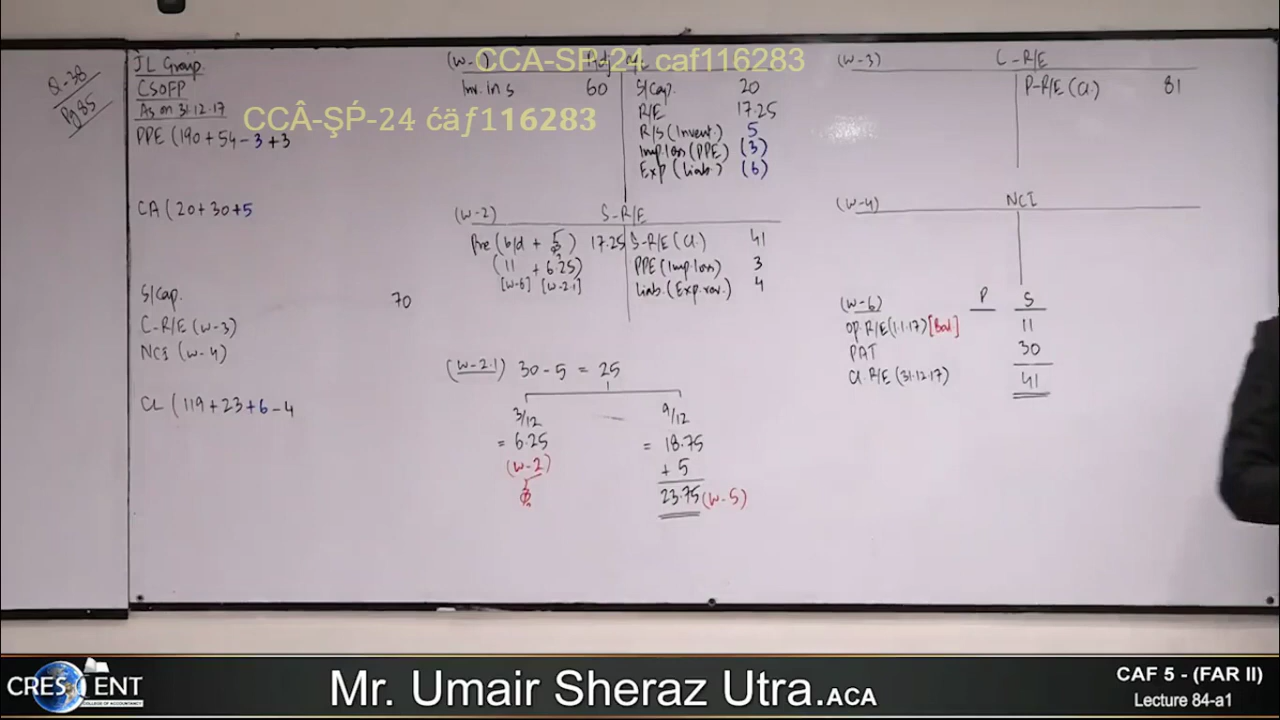 Q-38
Pg 85
JL Group
CSOFP
As on 31.12.17
PPE (190 + 54 - 3 + 3
CA (20 + 30 + 5
S/Cap. 70
C-R/E (W-3)
NCI (W-4)
CL (119 + 23 + 6 - 4
CCA-SP-24 caf116283
CCÂ-ŞṔ-24 ćäƒ116283
Inv. in S 60 S/Cap. 20
R/E 17.25
R/S (Invent.) 5
Imp loss (PPE) (3)
Exp (Liab.) (6)
(W-2) S-R/E
Pre (b/d + 17.25 S-R/E (Cl.) 41
(11 + 6.25) PPE (Imp loss) 3
[W-6] [W-2.1] Liab. (Exp rev.) 4
(W-2.1) 30 - 5 = 25
3/12 9/12
= 6.25 = 18.75
(W-2) + 5
23.75 (W-5)
(W-3) C-R/E
P-R/E (Cl.) 81
(W-4) NCI
(W-6) P S
Op. R/E (1.1.17) [Bal.] 11
PAT 30
Cl. R/E (31.12.17) 41
CRESCENT
COLLEGE OF ACCOUNTANCY
Mr. Umair Sheraz Utra.ACA
CAF 5 - (FAR II)
Lecture 84-a1